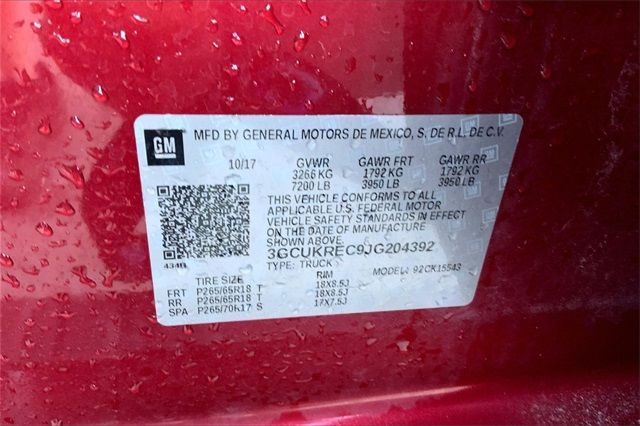 GM
MFD BY GENERAL MOTORS DE MEXICO, S. DE R.L. DE C.V.
10/17 GVWR GAWR FRT GAWR RR
3266 KG 1792 KG 1792 KG
7200 LB 3950 LB 3950 LB
THIS VEHICLE CONFORMS TO ALL
APPLICABLE U.S. FEDERAL MOTOR
VEHICLE SAFETY STANDARDS IN EFFECT
ON THE DATE OF MANUFACTURE
SHOWN ABOVE.
3GCUKREC9JG204392
434B TYPE: TRUCK MODEL: 92CK15543
TIRE SIZE RIM
FRT P265/65R18 T 18X8.5J
RR P265/65R18 T 18X8.5J
SPA P265/70R17 S 17X7.5J